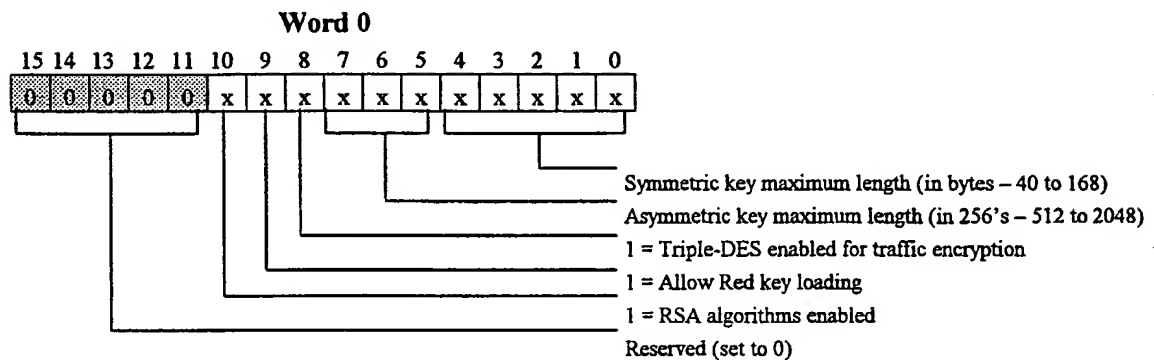 Word 0
15 14 13 12 11 10 9 8 7 6 5 4 3 2 1 0
0 0 0 0 0 x x x x x x x x x x x
Symmetric key maximum length (in bytes – 40 to 168)
Asymmetric key maximum length (in 256's – 512 to 2048)
1 = Triple-DES enabled for traffic encryption
1 = Allow Red key loading
1 = RSA algorithms enabled
Reserved (set to 0)